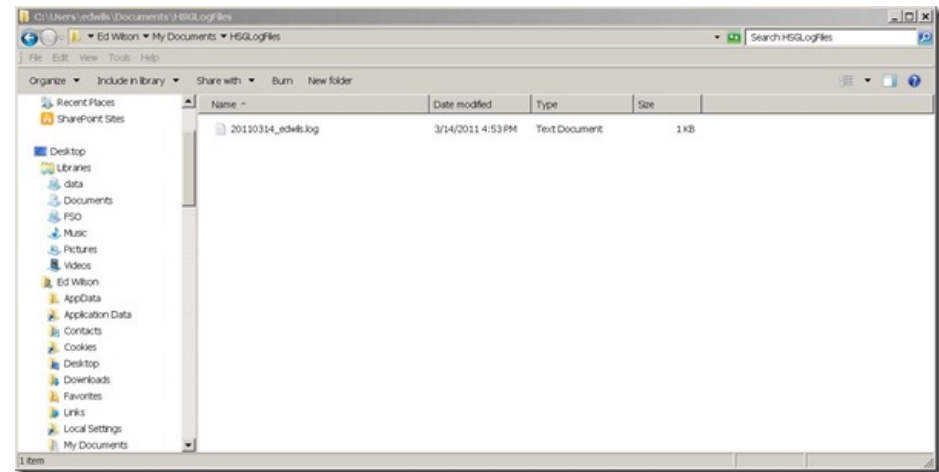 C:\Users\edwils\Documents\HSGLogFiles
Ed Wilson My Documents HSGLogFiles Search HSGLogFiles
File Edit View Tools Help
Organize Include in library Share with Burn New folder
Recent Places
SharePoint Sites
Desktop
Libraries
data
Documents
PSO
Music
Pictures
Videos
Ed Wilson
AppData
Application Data
Contacts
Cookies
Desktop
Downloads
Favorites
Links
Local Settings
My Documents
Name Date modified Type Size
20110314_edwils.log 3/14/2011 4:53 PM Text Document 1 KB
1 item